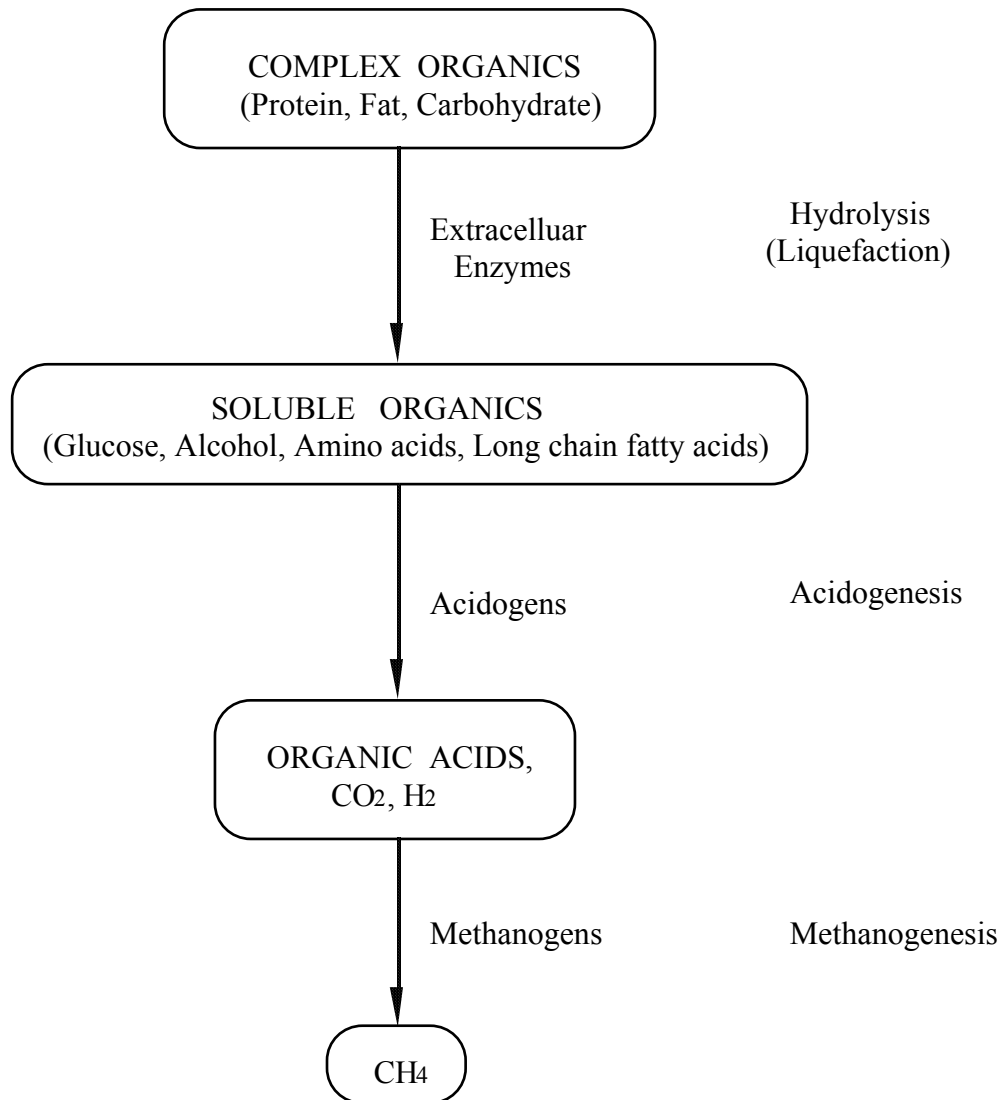 COMPLEX ORGANICS
(Protein, Fat, Carbohydrate)
Extracelluar
Enzymes
Hydrolysis
(Liquefaction)
SOLUBLE ORGANICS
(Glucose, Alcohol, Amino acids, Long chain fatty acids)
Acidogens
Acidogenesis
ORGANIC ACIDS,
CO2, H2
Methanogens
Methanogenesis
CH4